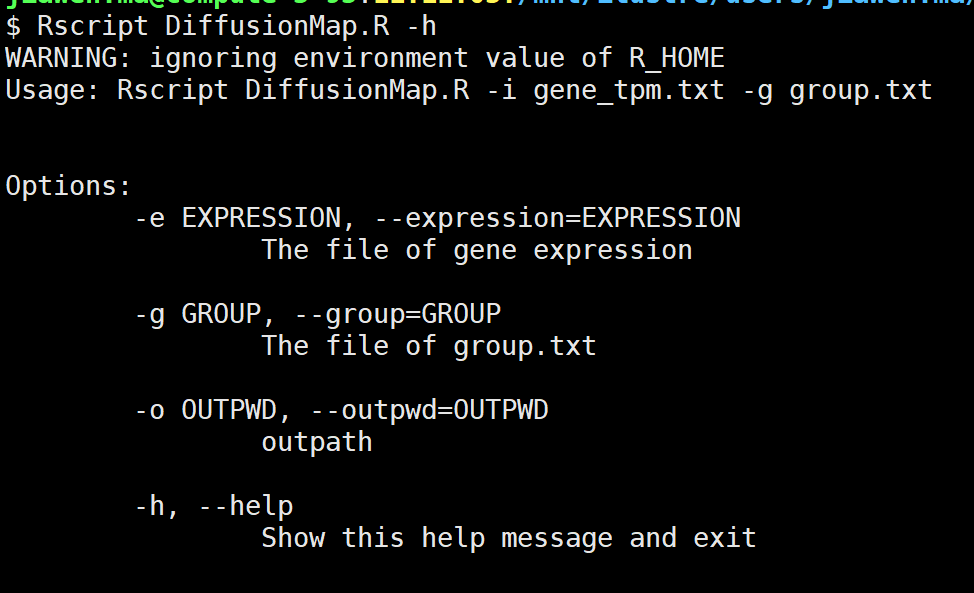 $ Rscript DiffusionMap.R -h
WARNING: ignoring environment value of R_HOME
Usage: Rscript DiffusionMap.R -i gene_tpm.txt -g group.txt
Options:
-e EXPRESSION, --expression=EXPRESSION
The file of gene expression
-g GROUP, --group=GROUP
The file of group.txt
-o OUTPWD, --outpwd=OUTPWD
outpath
-h, --help
Show this help message and exit